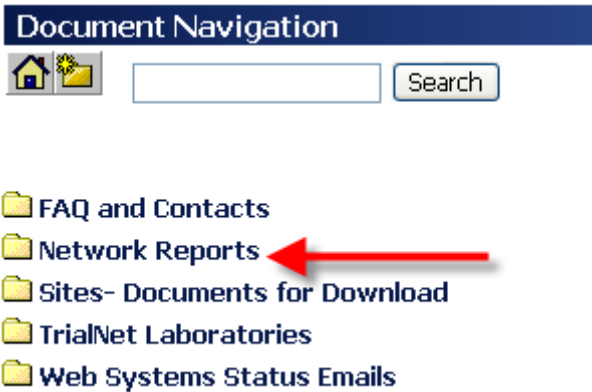 Document Navigation
Search
FAQ and Contacts
Network Reports
Sites- Documents for Download
TrialNet Laboratories
Web Systems Status Emails